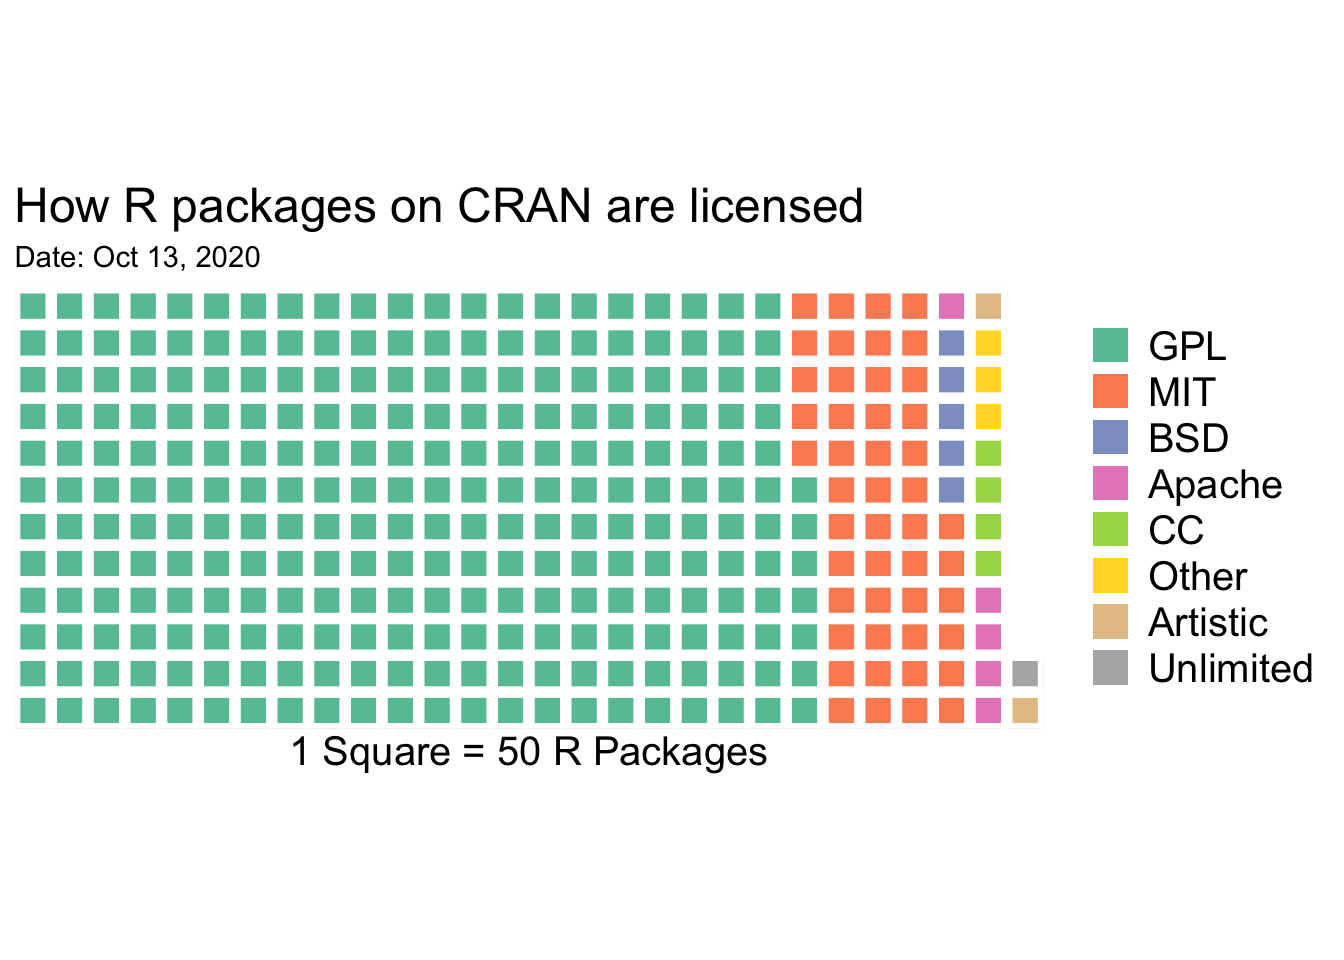 How R packages on CRAN are licensed
Date: Oct 13, 2020
GPL
MIT
BSD
Apache
CC
Other
Artistic
Unlimited
1 Square = 50 R Packages